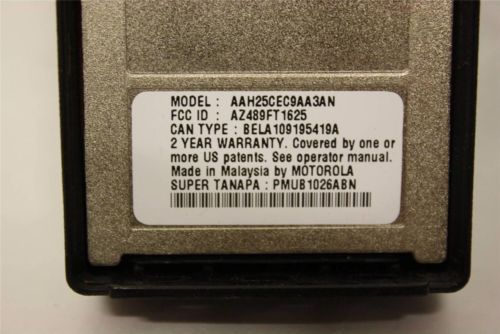 MODEL : AAH25CEC9AA3AN
FCC ID : AZ489FT1625
CAN TYPE : BELA109195419A
2 YEAR WARRANTY. Covered by one or
more US patents. See operator manual.
Made in Malaysia by MOTOROLA
SUPER TANAPA : PMUB1026ABN